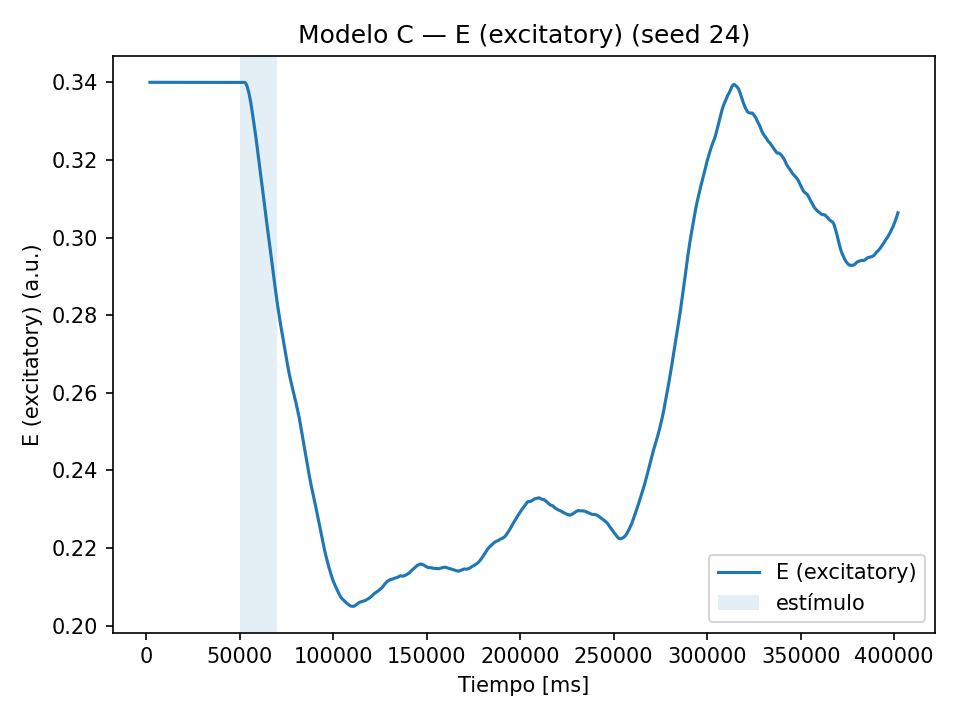 Modelo C — E (excitatory) (seed 24)
E (excitatory) (a.u.)
0.34
0.32
0.30
0.28
0.26
0.24
0.22
0.20
E (excitatory)
estímulo
0 50000 100000 150000 200000 250000 300000 350000 400000
Tiempo [ms]